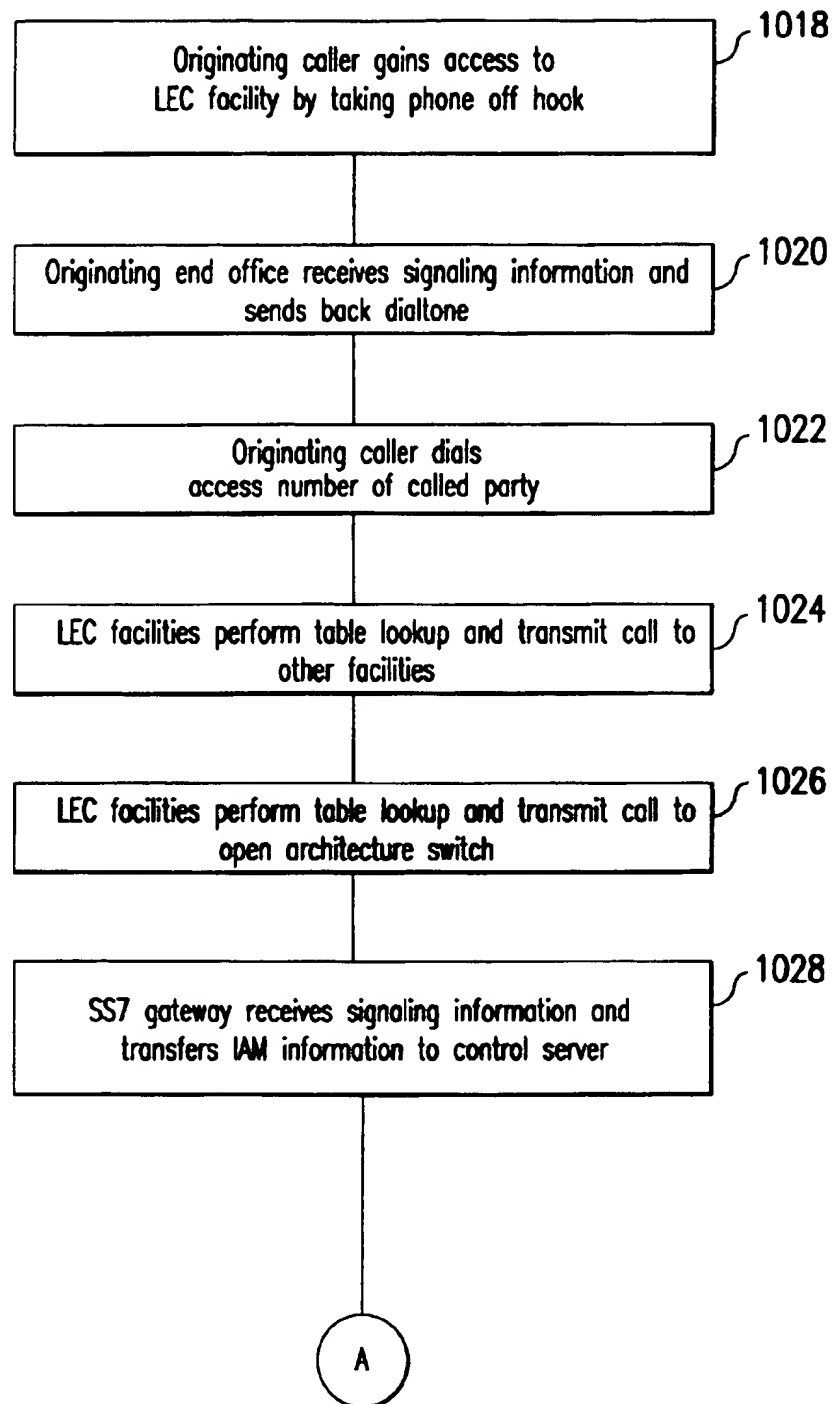 1018
Originating caller gains access to
LEC facility by taking phone off hook
1020
Originating end office receives signaling information and
sends back dialtone
1022
Originating caller dials
access number of called party
1024
LEC facilities perform table lookup and transmit call to
other facilities
1026
LEC facilities perform table lookup and transmit call to
open architecture switch
1028
SS7 gateway receives signaling information and
transfers IAM information to control server
A